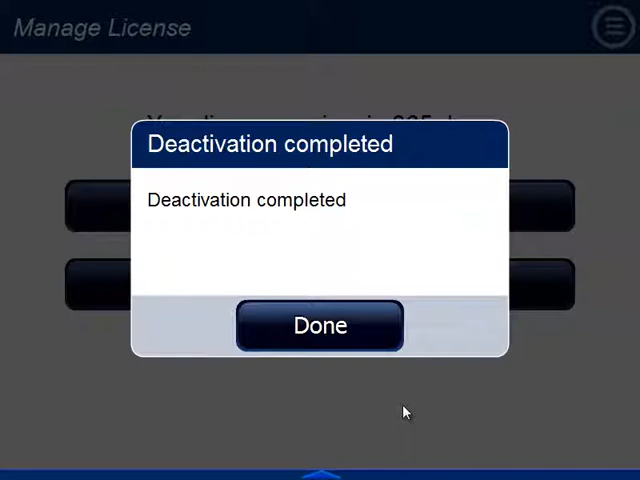 Manage License
Deactivation completed
Deactivation completed
Done